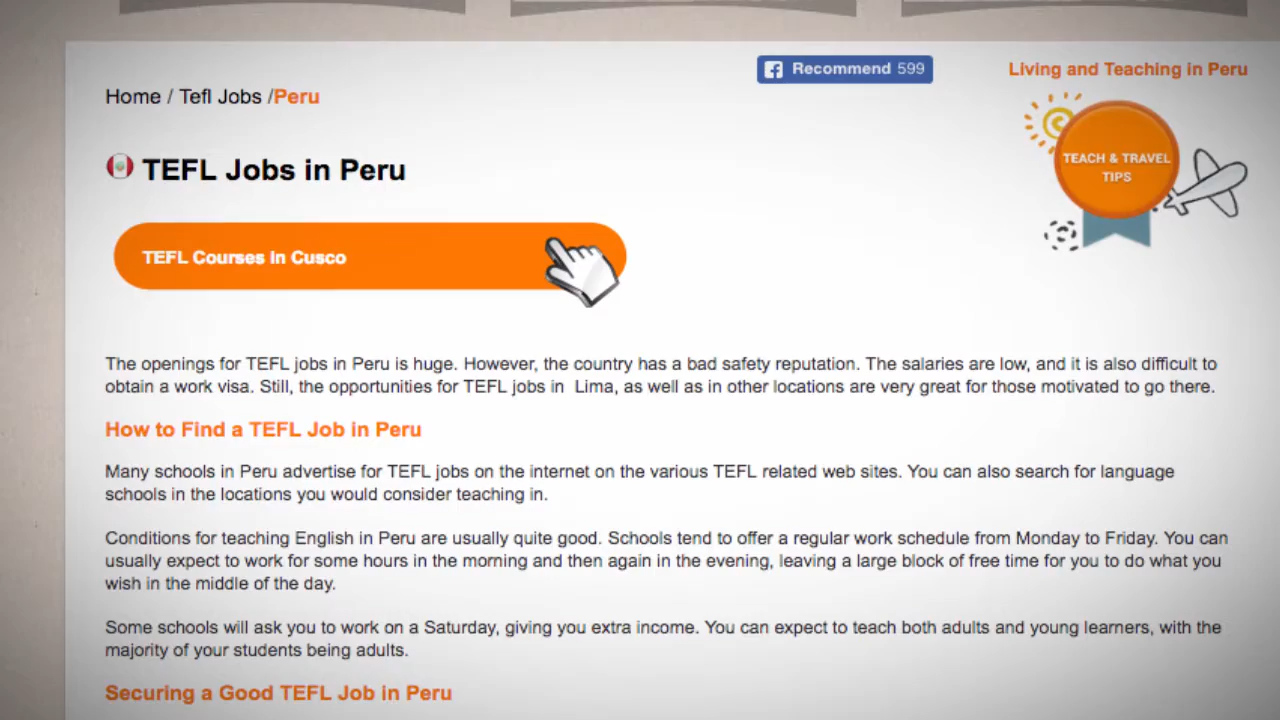 Recommend 599
Living and Teaching in Peru
Home / Tefl Jobs /Peru
TEACH & TRAVEL
TIPS
TEFL Jobs in Peru
TEFL Courses in Cusco
The openings for TEFL jobs in Peru is huge. However, the country has a bad safety reputation. The salaries are low, and it is also difficult to
obtain a work visa. Still, the opportunities for TEFL jobs in Lima, as well as in other locations are very great for those motivated to go there.
How to Find a TEFL Job in Peru
Many schools in Peru advertise for TEFL jobs on the internet on the various TEFL related web sites. You can also search for language
schools in the locations you would consider teaching in.
Conditions for teaching English in Peru are usually quite good. Schools tend to offer a regular work schedule from Monday to Friday. You can
usually expect to work for some hours in the morning and then again in the evening, leaving a large block of free time for you to do what you
wish in the middle of the day.
Some schools will ask you to work on a Saturday, giving you extra income. You can expect to teach both adults and young learners, with the
majority of your students being adults.
Securing a Good TEFL Job in Peru